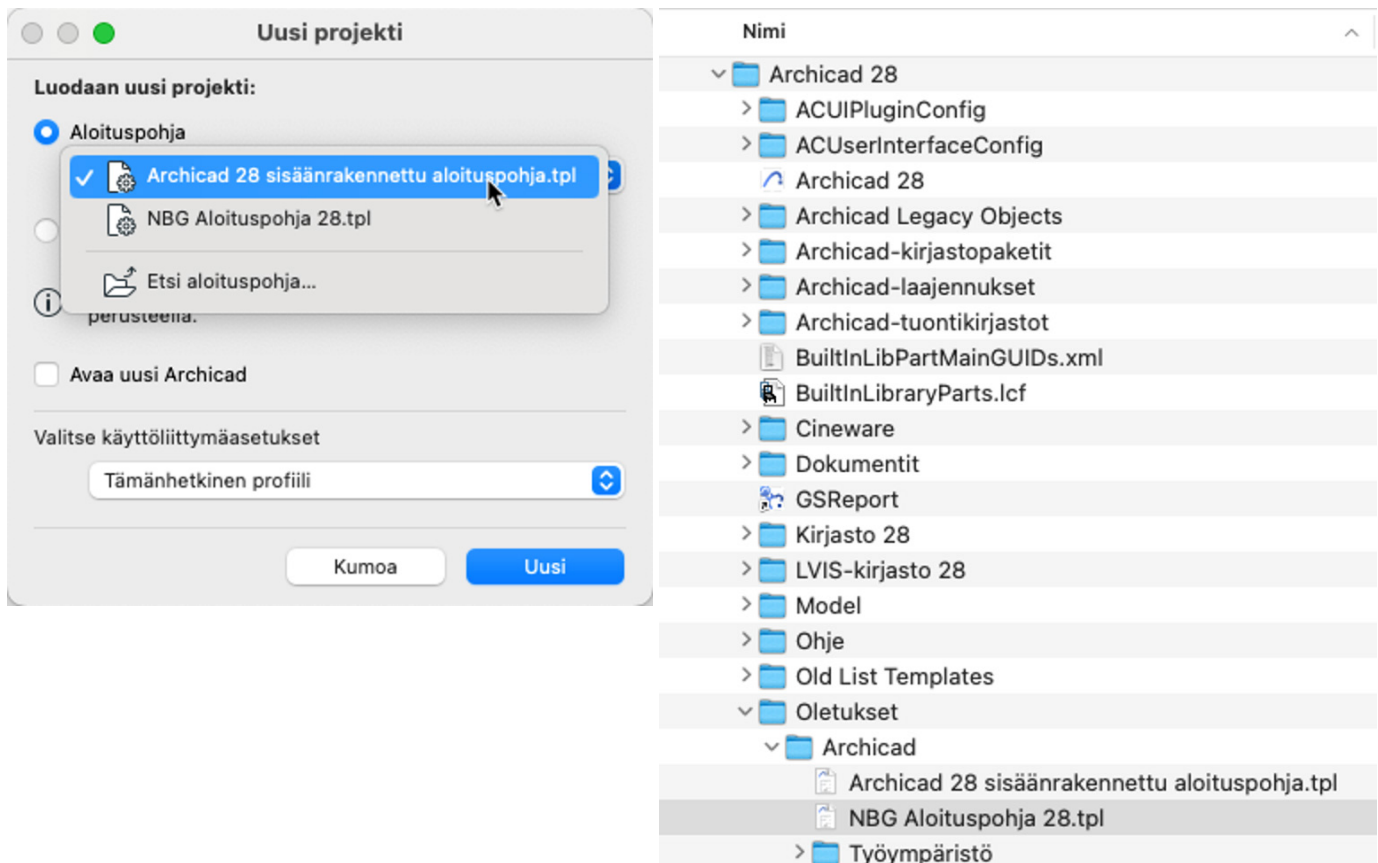 Uusi projekti
Luodaan uusi projekti:
Aloituspohja
Archicad 28 sisäänrakennettu aloituspohja.tpl
NBG Aloituspohja 28.tpl
Etsi aloituspohja...
perusteella.
Avaa uusi Archicad
Valitse käyttöliittymäasetukset
Tämänhetkinen profiili
Kumoa
Uusi
Nimi
Archicad 28
ACUIPluginConfig
ACUserInterfaceConfig
Archicad 28
Archicad Legacy Objects
Archicad-kirjastopaketit
Archicad-laajennukset
Archicad-tuontikirjastot
BuiltInLibPartMainGUIDs.xml
BuiltInLibraryParts.lcf
Cineware
Dokumentit
GSReport
Kirjasto 28
LVIS-kirjasto 28
Model
Ohje
Old List Templates
Oletukset
Archicad
Archicad 28 sisäänrakennettu aloituspohja.tpl
NBG Aloituspohja 28.tpl
Työympäristö